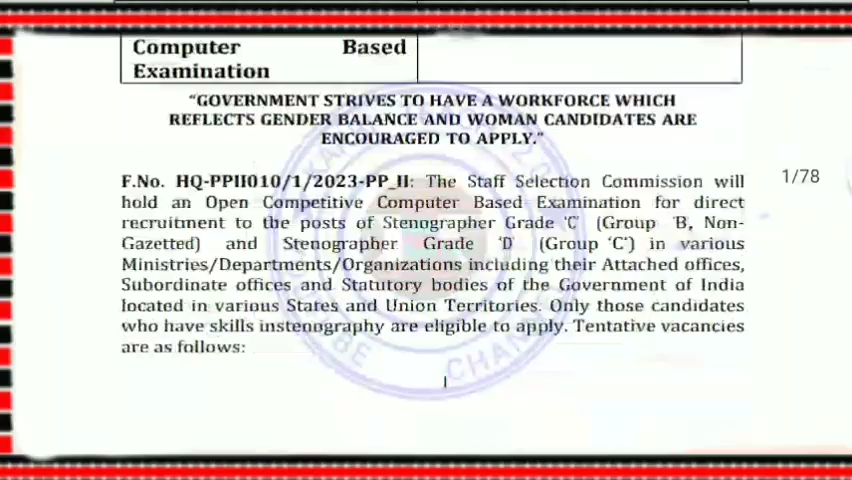 Computer Based
Examination
“GOVERNMENT STRIVES TO HAVE A WORKFORCE WHICH
REFLECTS GENDER BALANCE AND WOMAN CANDIDATES ARE
ENCOURAGED TO APPLY.”
F.No. HQ-PPII010/1/2023-PP_II: The Staff Selection Commission will
1/78
hold an Open Competitive Computer Based Examination for direct
recruitment to the posts of Stenographer Grade ‘C’ (Group ‘B, Non-
Gazetted) and Stenographer Grade ‘D’ (Group ‘C’) in various
Ministries/Departments/Organizations including their Attached offices,
Subordinate offices and Statutory bodies of the Government of India
located in various States and Union Territories. Only those candidates
who have skills instenography are eligible to apply. Tentative vacancies
are as follows:
1